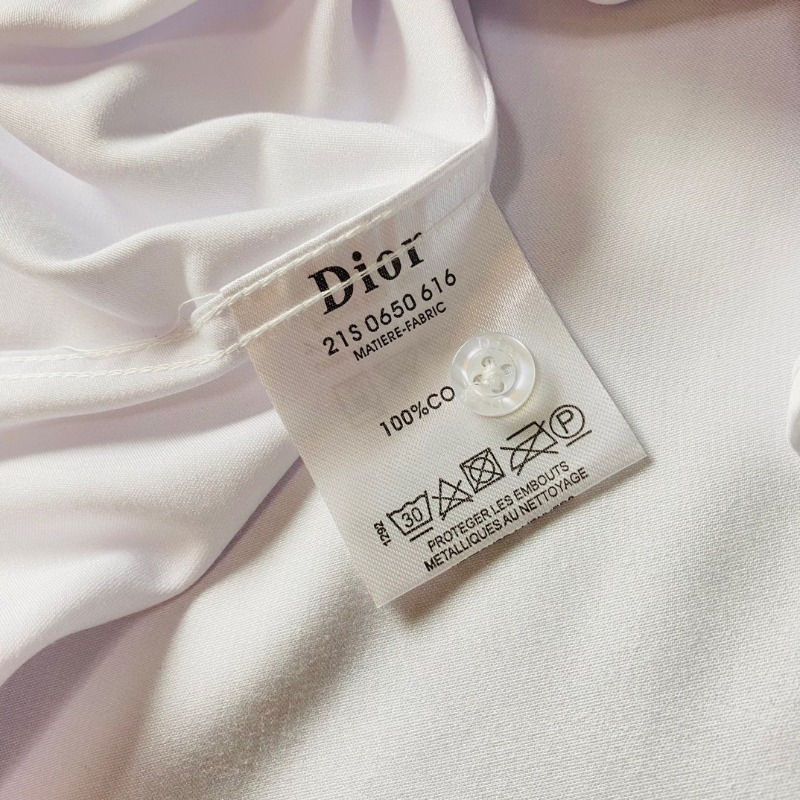 Dior
21S 0650 616
MATIERE-FABRIC
100%CO
30
P
1292
PROTEGER LES EMBOUTS
METALLIQUES AU NETTOYAGE